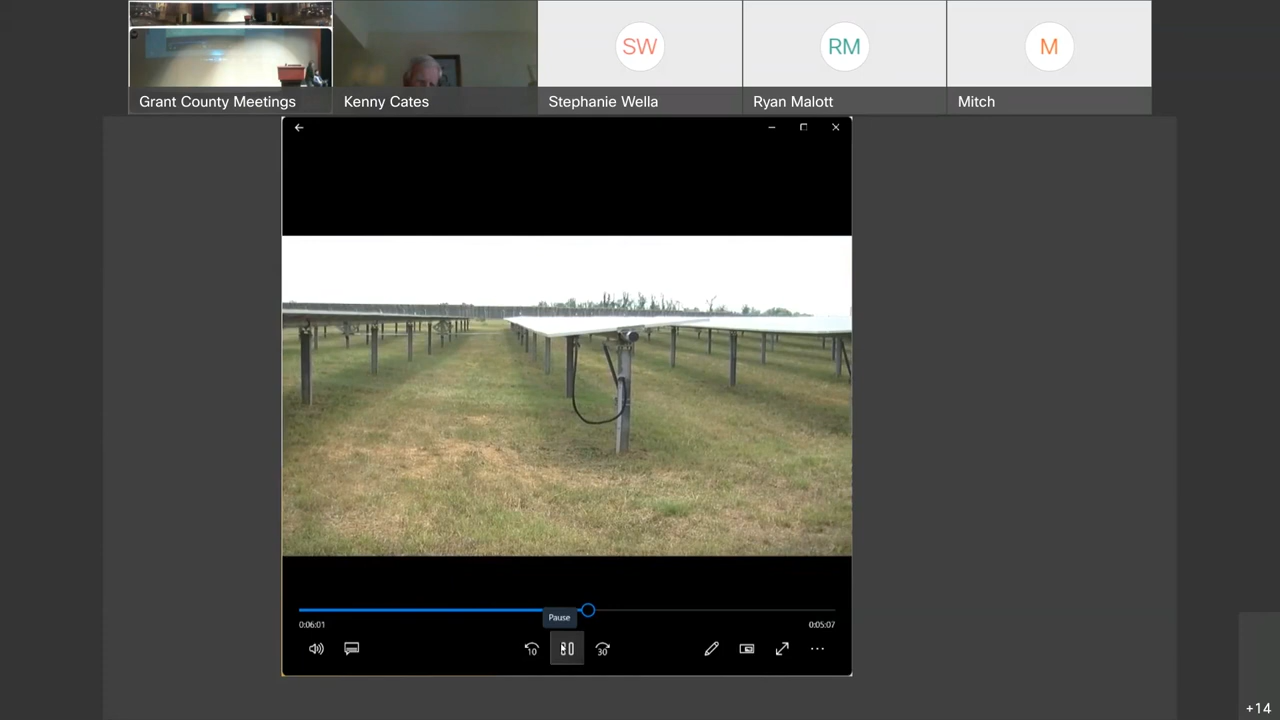 SW
RM
M
Grant County Meetings
Kenny Cates
Stephanie Wella
Ryan Malott
Mitch
Pause
0:06:01
0:05:07
10
30
+14